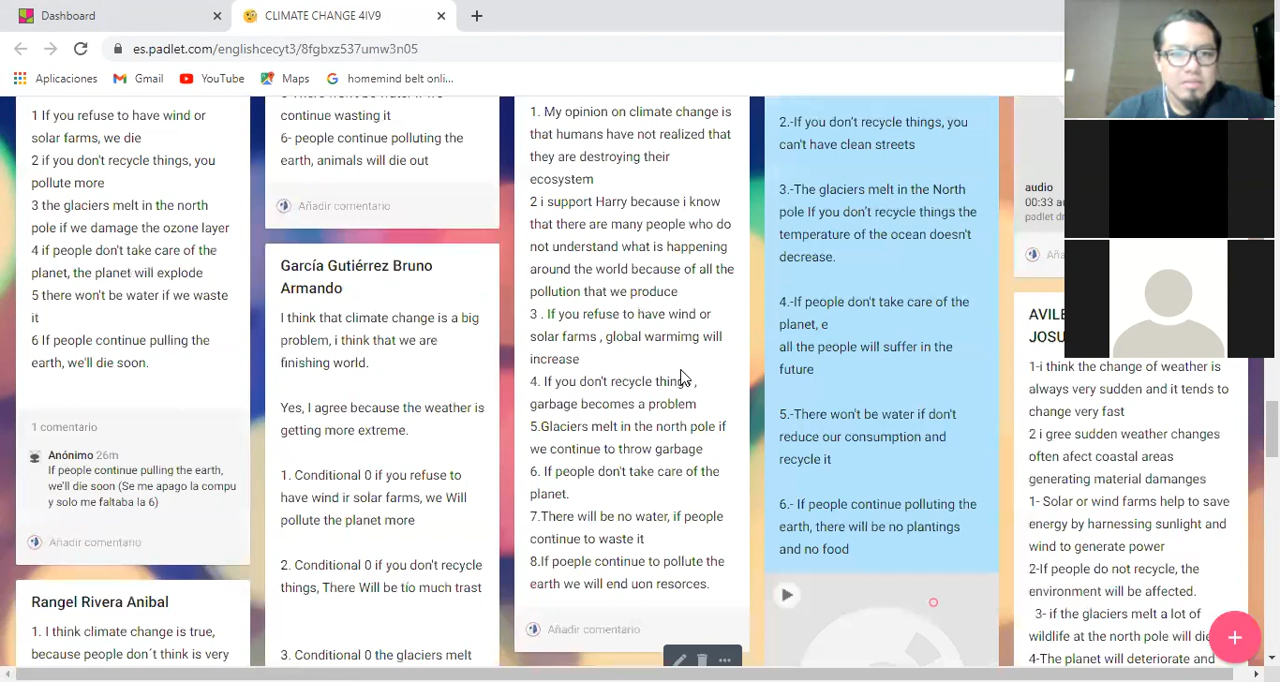 Dashboard
CLIMATE CHANGE 4IV9
es.padlet.com/englishcecyt3/8fgbxz537umw3n05
Aplicaciones
Gmail
YouTube
Maps
homemind belt onli...
1 If you refuse to have wind or
solar farms, we die
2 if you don't recycle things, you
pollute more
3 the glaciers melt in the north
pole if we damage the ozone layer
4 if people don't take care of the
planet, the planet will explode
5 there won't be water if we waste
it
6 If people continue polluting the
earth, we'll die soon.
1 comentario
Anónimo 26m
If people continue pulling the earth,
we'll die soon (Se me apago la compu
y solo me faltaba la 6)
Añadir comentario
Rangel Rivera Anibal
1. I think climate change is true,
because people don´t think is very
continue wasting it
6- people continue polluting the
earth, animals will die out
Añadir comentario
García Gutiérrez Bruno
Armando
I think that climate change is a big
problem, i think that we are
finishing world.
Yes, I agree because the weather is
getting more extreme.
1. Conditional 0 if you refuse to
have wind ir solar farms, we Will
pollute the planet more
2. Conditional 0 if you don't recycle
things, There Will be tío much trast
3. Conditional 0 the glaciers melt
1. My opinion on climate change is
that humans have not realized that
they are destroying their
ecosystem
2 i support Harry because i know
that there are many people who do
not understand what is happening
around the world because of all the
pollution that we produce
3 . If you refuse to have wind or
solar farms , global warmimg will
increase
4. If you don't recycle things ,
garbage becomes a problem
5.Glaciers melt in the north pole if
we continue to throw garbage
6. If people don't take care of the
planet.
7.There will be no water, if people
continue to waste it
8.If poeple continue to pollute the
earth we will end uon resorces.
Añadir comentario
2.-If you don't recycle things, you
can't have clean streets
3.-The glaciers melt in the North
pole If you don't recycle things the
temperature of the ocean doesn't
decrease.
4.-If people don't take care of the
planet, e
all the people will suffer in the
future
5.-There won't be water if don't
reduce our consumption and
recycle it
6.- If people continue polluting the
earth, there will be no plantings
and no food
audio
00:33 a
padlet dr
Aña
AVILE
JOSU
1-i think the change of weather is
always very sudden and it tends to
change very fast
2 i gree sudden weather changes
often afect coastal areas
generating material damanges
1- Solar or wind farms help to save
energy by harnessing sunlight and
wind to generate power
2-If people do not recycle, the
environment will be affected.
3- if the glaciers melt a lot of
wildlife at the north pole will die
4-The planet will deteriorate and